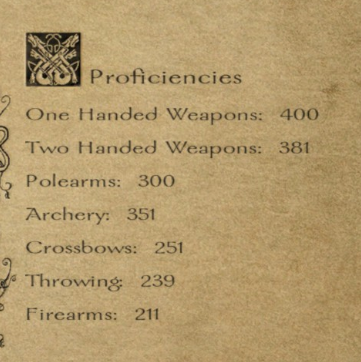 Proficiencies
One Handed Weapons: 400
Two Handed Weapons: 381
Polearms: 300
Archery: 351
Crossbows: 251
Throwing: 239
Firearms: 211